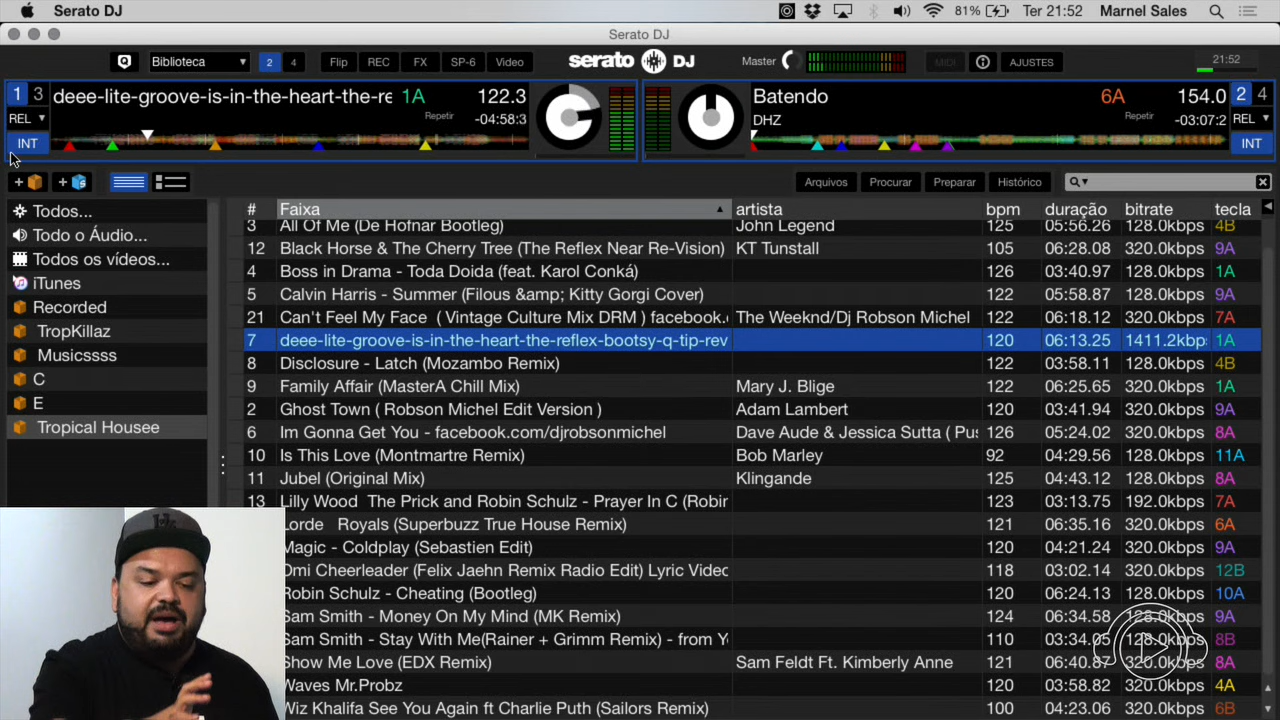 Serato DJ 81% Ter 21:52 Marnel Sales
Serato DJ
Biblioteca 2 4 Flip REC FX SP-6 Video serato DJ Master MIDI AJUSTES 21:52
1 3 deee-lite-groove-is-in-the-heart-the-re 1A 122.3
REL Repetir -04:58:3
INT
Batendo 6A 154.0 2 4
DHZ Repetir -03:07:2 REL
INT
Arquivos Procurar Preparar Histórico
Todos...
Todo o Áudio...
Todos os vídeos...
iTunes
Recorded
TropKillaz
Musicssss
C
E
Tropical Housee
# Faixa artista bpm duração bitrate tecla
3 All Of Me (De Hofnar Bootleg) John Legend 125 05:56.26 128.0kbps 4B
12 Black Horse & The Cherry Tree (The Reflex Near Re-Vision) KT Tunstall 105 06:28.08 320.0kbps 9A
4 Boss in Drama - Toda Doida (feat. Karol Conká) 126 03:40.97 128.0kbps 1A
5 Calvin Harris - Summer (Filous &amp; Kitty Gorgi Cover) 122 05:58.87 128.0kbps 9A
21 Can't Feel My Face ( Vintage Culture Mix DRM ) facebook. The Weeknd/Dj Robson Michel 122 06:18.12 320.0kbps 7A
7 deee-lite-groove-is-in-the-heart-the-reflex-bootsy-q-tip-rev 120 06:13.25 1411.2kbp 1A
8 Disclosure - Latch (Mozambo Remix) 122 03:58.11 128.0kbps 4B
9 Family Affair (MasterA Chill Mix) Mary J. Blige 122 06:25.65 320.0kbps 1A
2 Ghost Town ( Robson Michel Edit Version ) Adam Lambert 120 03:41.94 320.0kbps 9A
6 Im Gonna Get You - facebook.com/djrobsonmichel Dave Aude & Jessica Sutta ( Pus 126 05:24.02 320.0kbps 8A
10 Is This Love (Montmartre Remix) Bob Marley 92 04:29.56 128.0kbps 11A
11 Jubel (Original Mix) Klingande 125 04:43.12 128.0kbps 8A
13 Lilly Wood The Prick and Robin Schulz - Prayer In C (Robin 123 03:13.75 192.0kbps 7A
Lorde Royals (Superbuzz True House Remix) 121 06:35.16 320.0kbps 6A
Magic - Coldplay (Sebastien Edit) 120 04:21.24 320.0kbps 9A
Omi Cheerleader (Felix Jaehn Remix Radio Edit) Lyric Video 118 03:02.14 320.0kbps 12B
Robin Schulz - Cheating (Bootleg) 120 06:24.13 128.0kbps 10A
Sam Smith - Money On My Mind (MK Remix) 124 06:34.58 128.0kbps 9A
Sam Smith - Stay With Me(Rainer + Grimm Remix) - from Y 110 03:34.05 128.0kbps 8B
Show Me Love (EDX Remix) Sam Feldt Ft. Kimberly Anne 121 06:40.87 320.0kbps 8A
Waves Mr.Probz 120 03:58.82 320.0kbps 4A
Wiz Khalifa See You Again ft Charlie Puth (Sailors Remix) 100 04:08.70 320.0kbps 6B